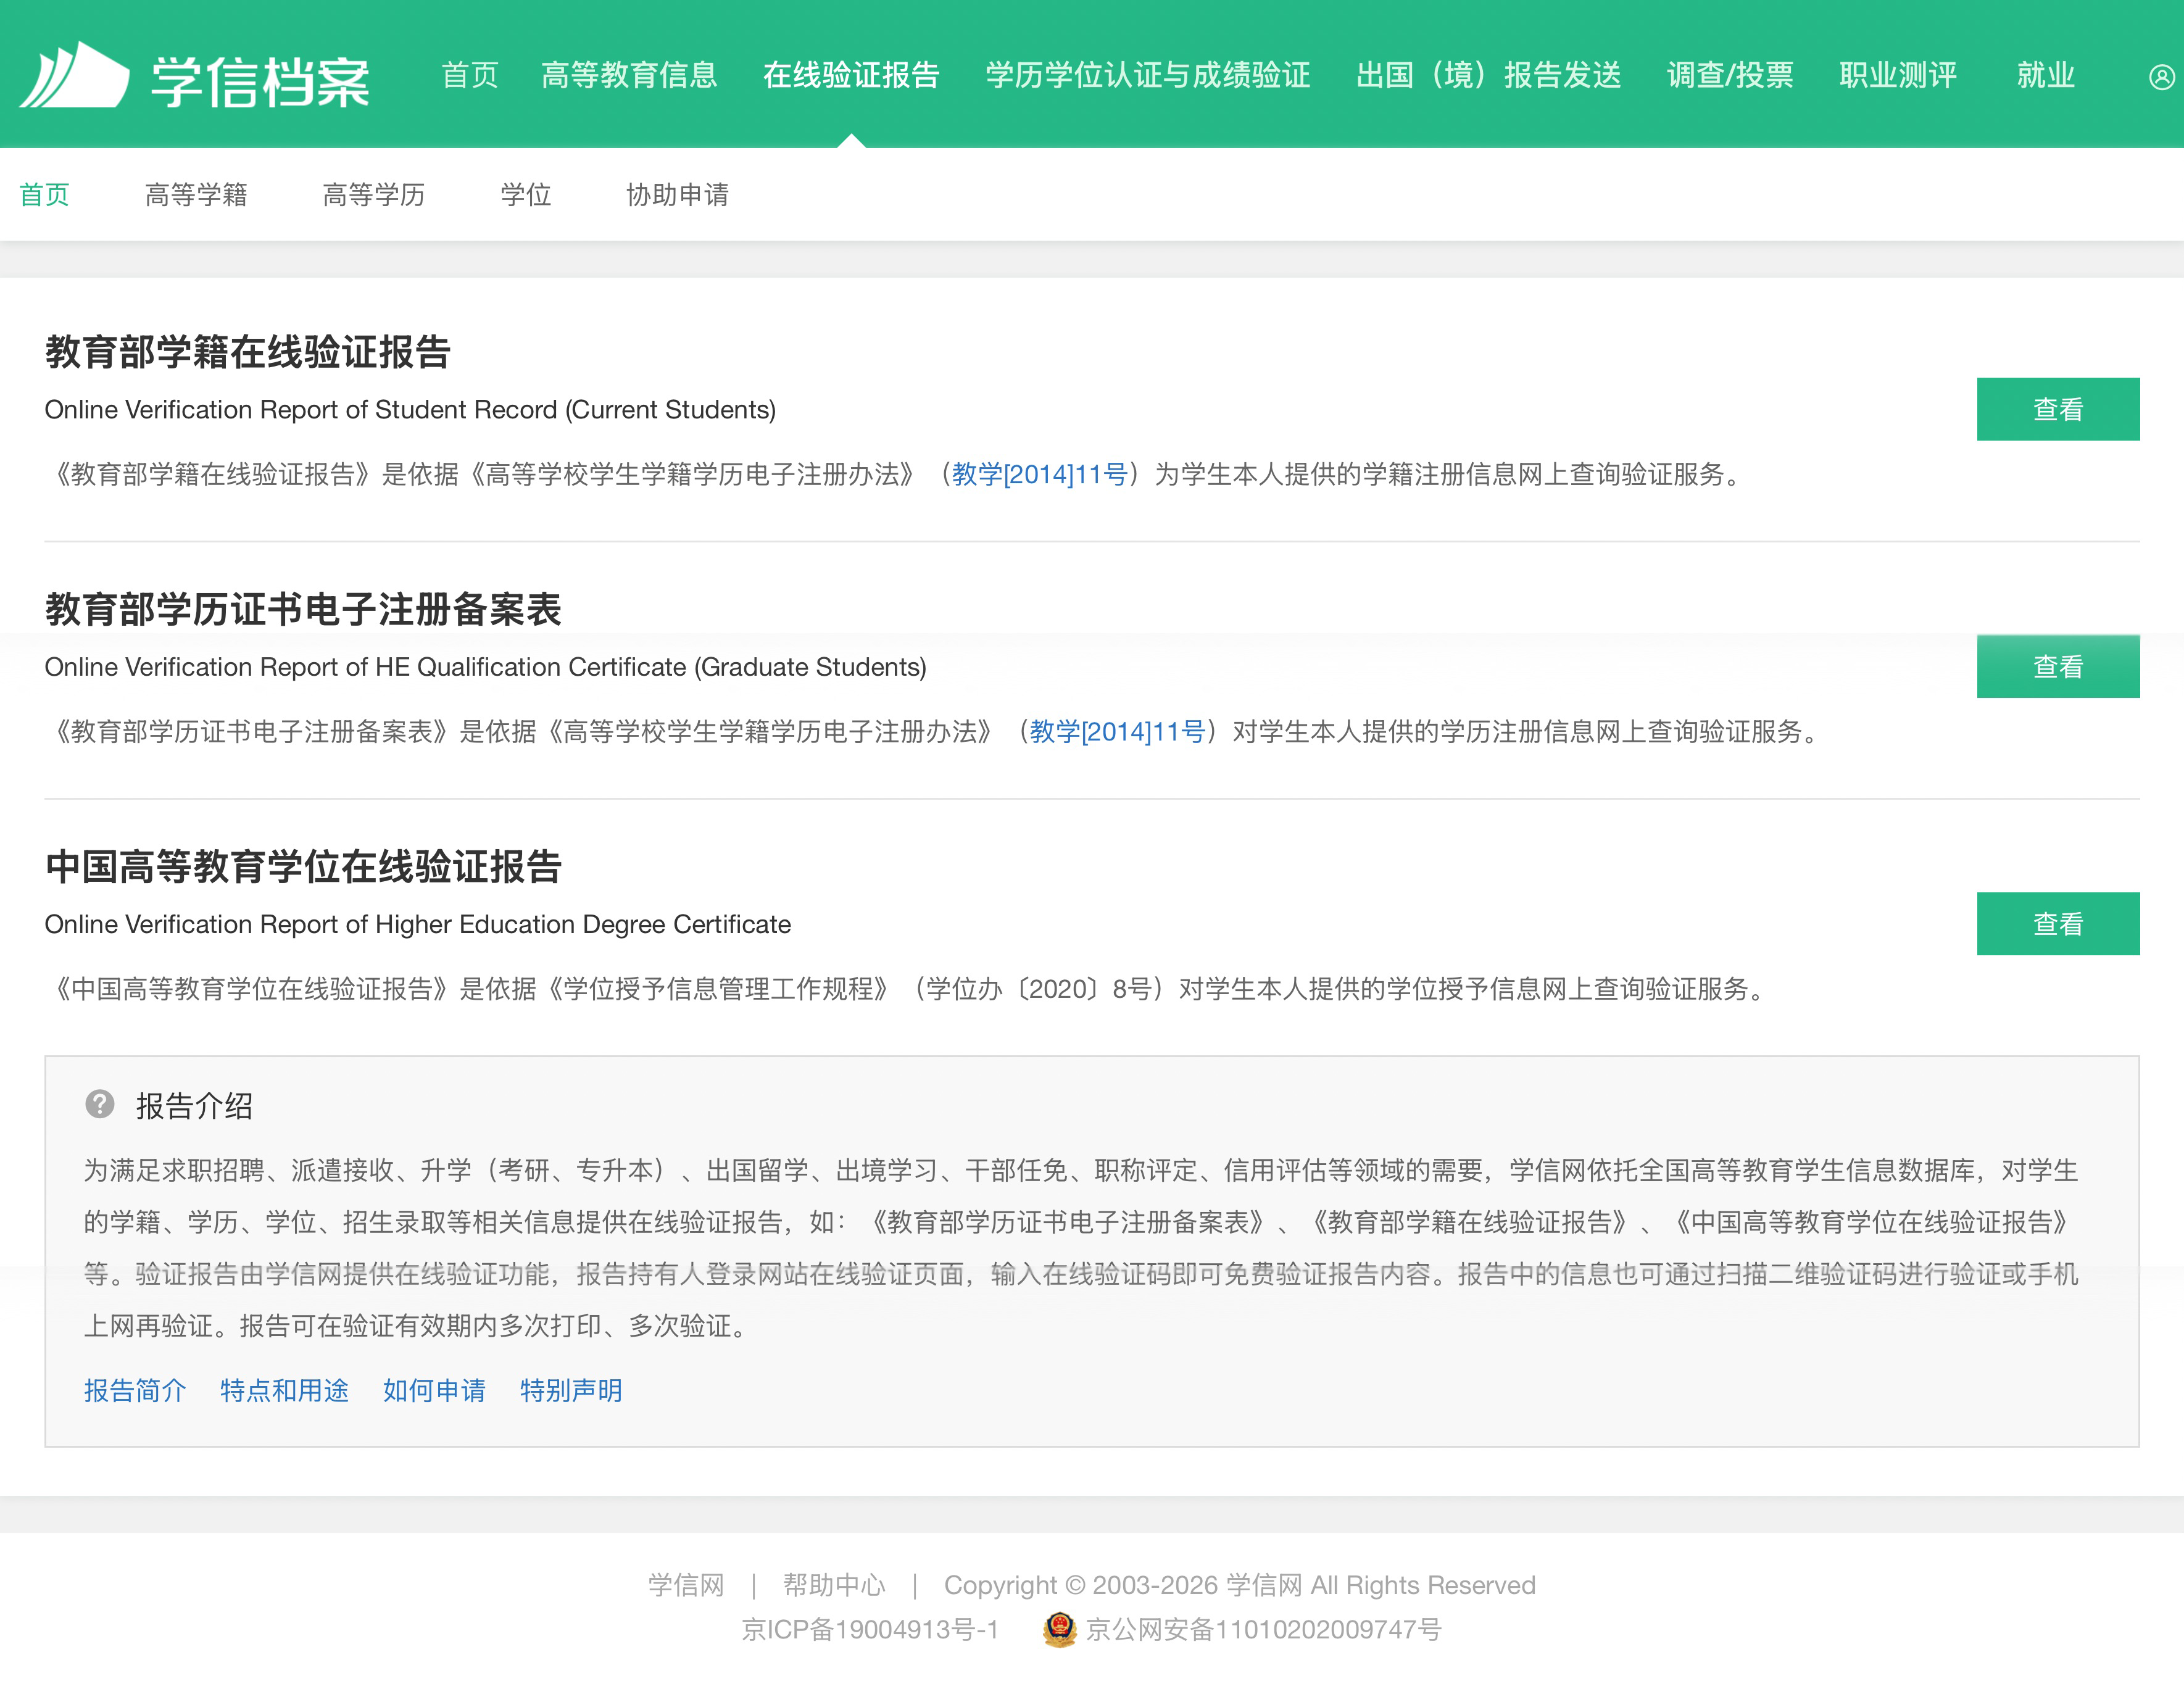 学信档案
首页 高等教育信息 在线验证报告 学历学位认证与成绩验证 出国（境）报告发送 调查/投票 职业测评 就业
首页 高等学籍 高等学历 学位 协助申请
教育部学籍在线验证报告
Online Verification Report of Student Record (Current Students)
查看
《教育部学籍在线验证报告》是依据《高等学校学生学籍学历电子注册办法》（教学[2014]11号）为学生本人提供的学籍注册信息网上查询验证服务。
教育部学历证书电子注册备案表
Online Verification Report of HE Qualification Certificate (Graduate Students)
查看
《教育部学历证书电子注册备案表》是依据《高等学校学生学籍学历电子注册办法》（教学[2014]11号）对学生本人提供的学历注册信息网上查询验证服务。
中国高等教育学位在线验证报告
Online Verification Report of Higher Education Degree Certificate
查看
《中国高等教育学位在线验证报告》是依据《学位授予信息管理工作规程》（学位办〔2020〕8号）对学生本人提供的学位授予信息网上查询验证服务。
报告介绍
为满足求职招聘、派遣接收、升学（考研、专升本）、出国留学、出境学习、干部任免、职称评定、信用评估等领域的需要，学信网依托全国高等教育学生信息数据库，对学生
的学籍、学历、学位、招生录取等相关信息提供在线验证报告，如：《教育部学历证书电子注册备案表》、《教育部学籍在线验证报告》、《中国高等教育学位在线验证报告》
等。验证报告由学信网提供在线验证功能，报告持有人登录网站在线验证页面，输入在线验证码即可免费验证报告内容。报告中的信息也可通过扫描二维验证码进行验证或手机
上网再验证。报告可在验证有效期内多次打印、多次验证。
报告简介 特点和用途 如何申请 特别声明
学信网 | 帮助中心 | Copyright © 2003-2026 学信网 All Rights Reserved
京ICP备19004913号-1 京公网安备11010202009747号